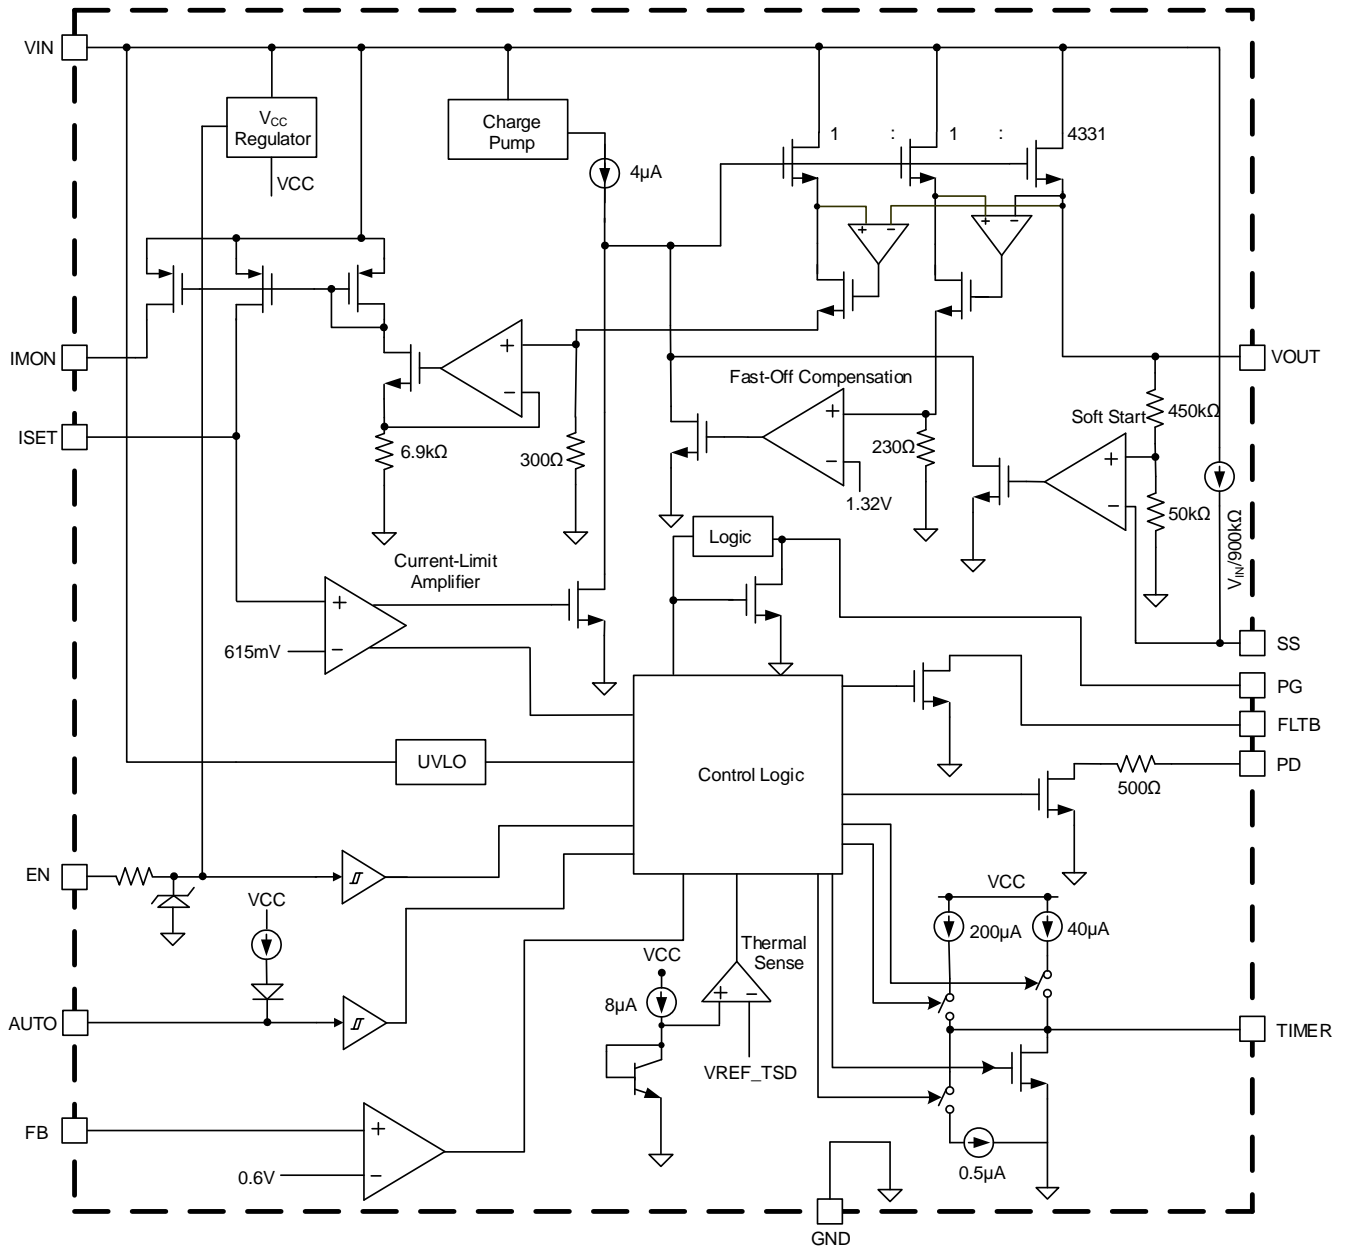 VIN
V_CC
Regulator
VCC
Charge
Pump
4µA
1 : 1 : 4331
IMON
ISET
+
−
6.9kΩ
300Ω
Fast-Off Compensation
+
−
230Ω
1.32V
+ −
+ −
VOUT
450kΩ
Soft Start
+
−
50kΩ
V_IN/900kΩ
Logic
Current-Limit
Amplifier
+
615mV −
SS
PG
FLTB
PD
500Ω
UVLO
Control Logic
EN
VCC
AUTO
VCC
8µA
Thermal
Sense
+ −
VREF_TSD
VCC
200µA
40µA
TIMER
0.5µA
FB
+
0.6V −
GND